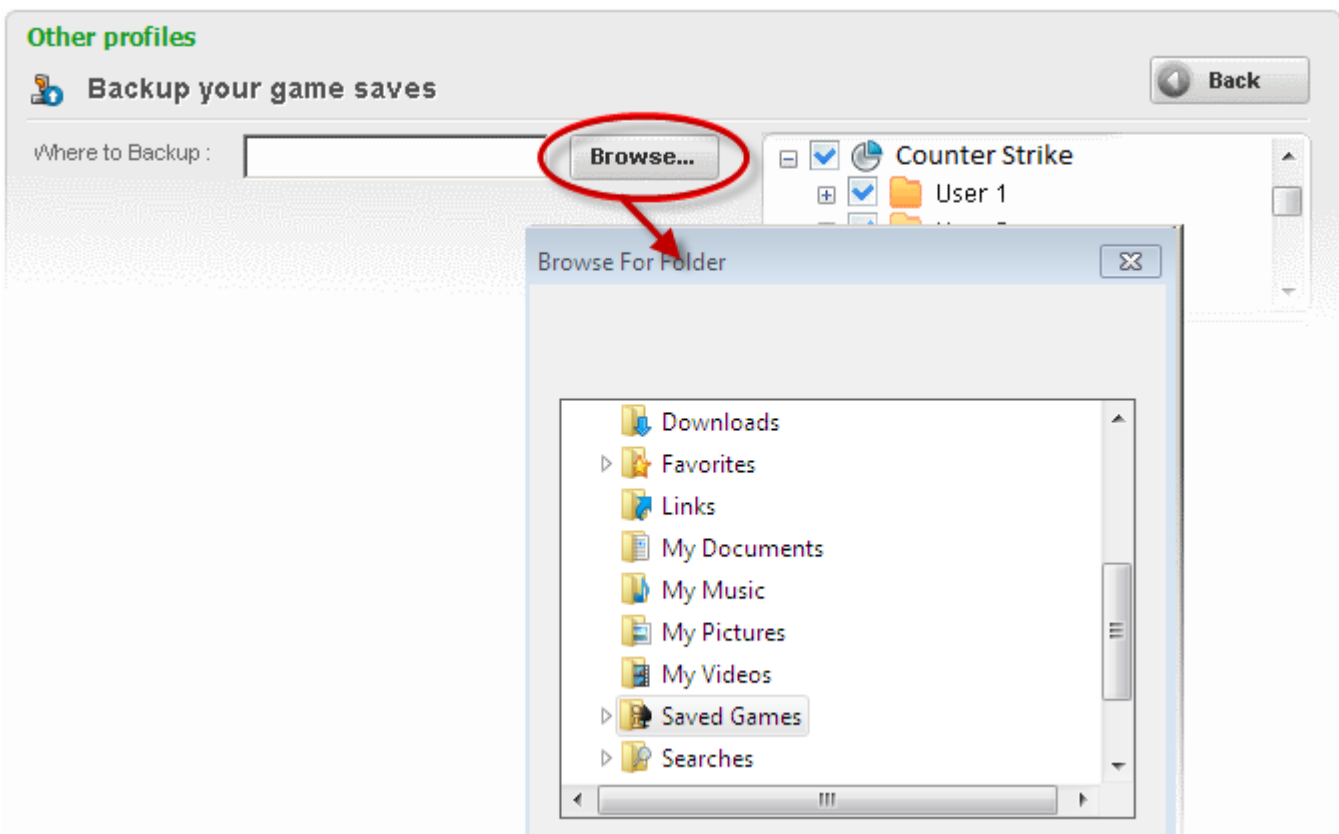 Other profiles
Backup your game saves
Back
Where to Backup :
Browse...
Counter Strike
User 1
Browse For Folder
Downloads
Favorites
Links
My Documents
My Music
My Pictures
My Videos
Saved Games
Searches